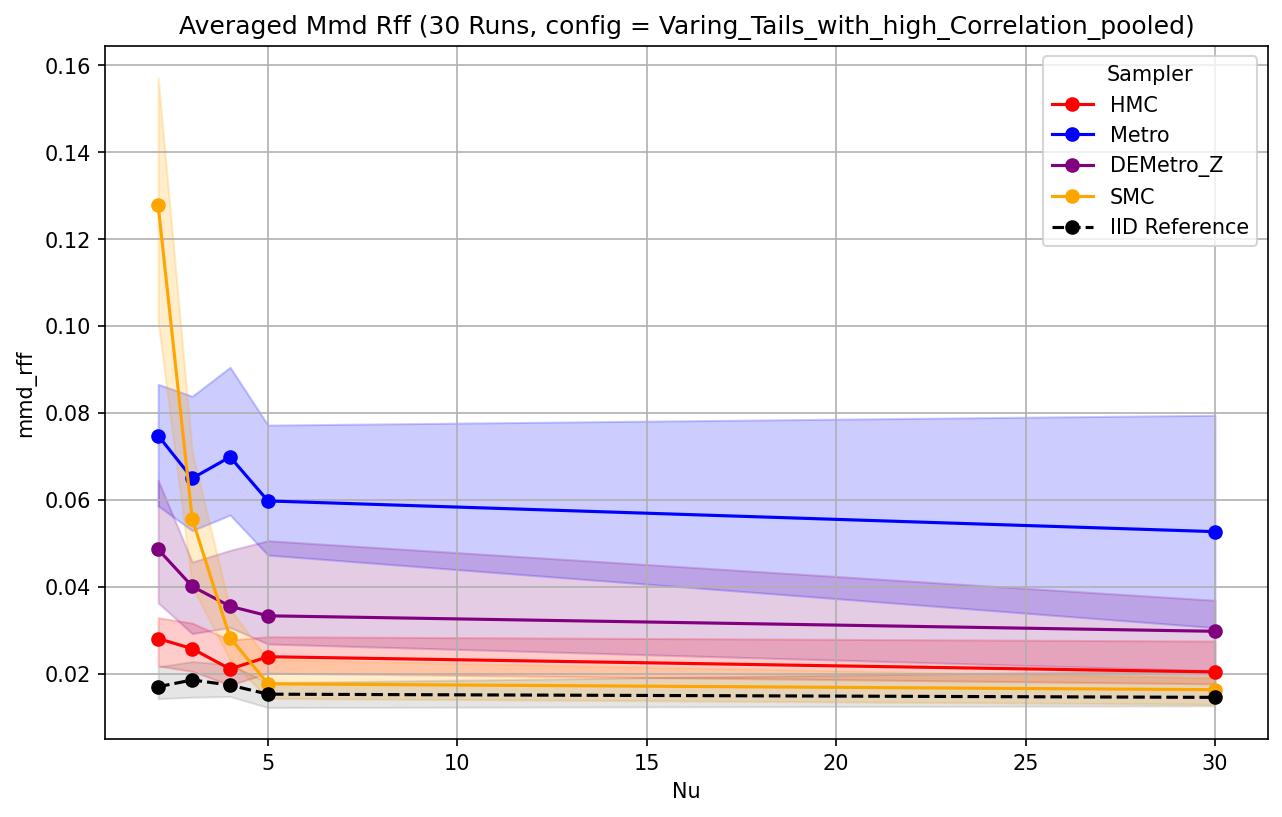 Averaged Mmd Rff (30 Runs, config = Varing_Tails_with_high_Correlation_pooled)
mmd_rff
0.16
0.14
0.12
0.10
0.08
0.06
0.04
0.02
Sampler
HMC
Metro
DEMetro_Z
SMC
IID Reference
5
10
15
20
25
30
Nu